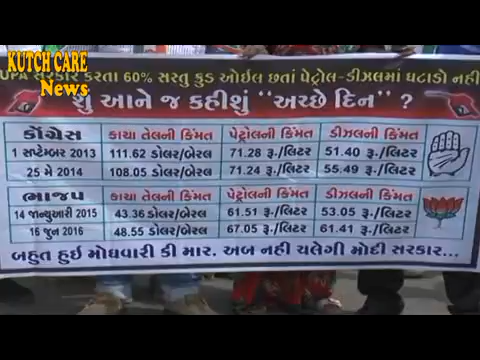 KUTCH CARE
News
UPA સરકાર કરતા 60% સસ્તુ ક્રુડ ઓઈલ છતાં પેટ્રોલ-ડીઝલમાં ઘટાડો નહી
શું આને જ કહીશું "અચ્છે દિન" ?
કોંગ્રેસ કાચા તેલની કિંમત પેટ્રોલની કિંમત ડીઝલની કિંમત
1 સપ્ટેમ્બર 2013 111.62 ડોલર/બેરલ 71.28 રૂ./લિટર 51.40 રૂ./લિટર
25 મે 2014 108.05 ડોલર/બેરલ 71.24 રૂ./લિટર 55.49 રૂ./લિટર
ભાજપ કાચા તેલની કિંમત પેટ્રોલની કિંમત ડીઝલની કિંમત
14 જાન્યુઆરી 2015 43.36 ડોલર/બેરલ 61.51 રૂ./લિટર 53.05 રૂ./લિટર
16 જુન 2016 48.55 ડોલર/બેરલ 67.05 રૂ./લિટર 61.41 રૂ./લિટર
બહુત હુઈ મોંઘવારી કી માર. અબ નહી ચલેગી મોદી સરકાર...